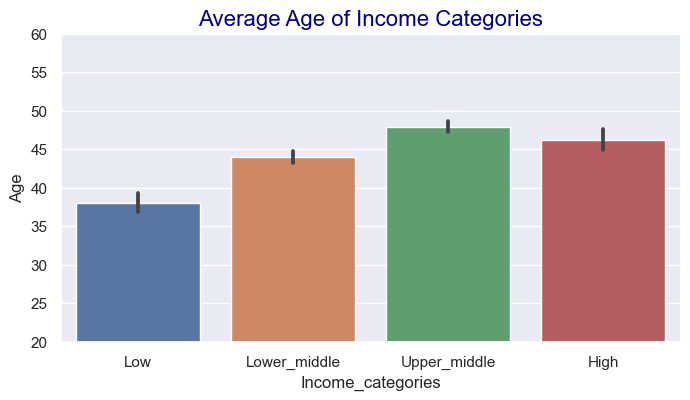 Average Age of Income Categories
60
55
50
45
40
35
30
25
20
Age
Low Lower_middle Upper_middle High
Income_categories